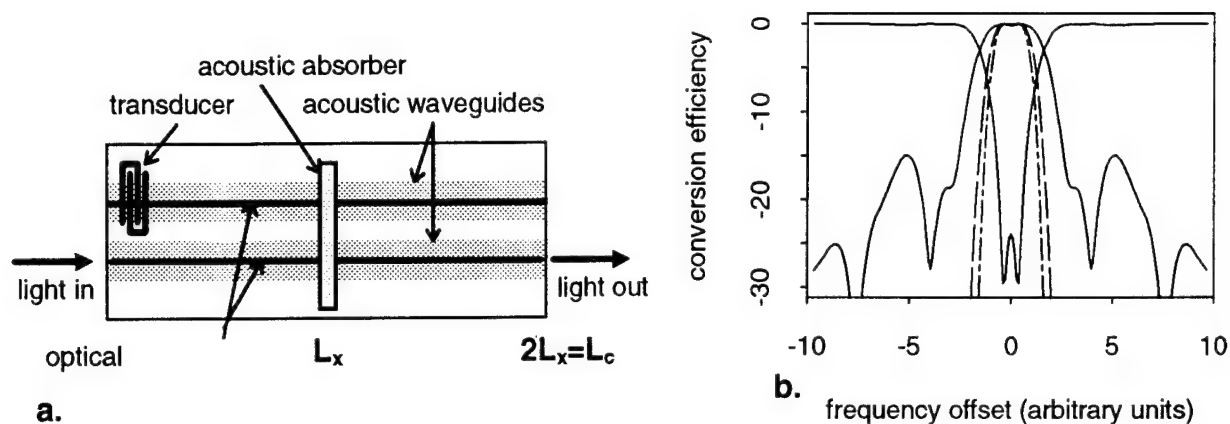 acoustic absorber
transducer
acoustic waveguides
light in
light out
optical
Lx
2Lx=Lc
a.
conversion efficiency
-0
-10
-20
-30
-10
-5
0
5
10
b.
frequency offset (arbitrary units)